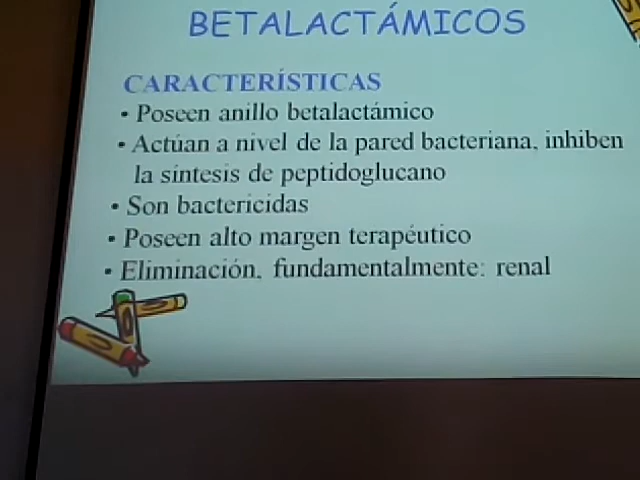 BETALACTÁMICOS
CARACTERÍSTICAS
• Poseen anillo betalactámico
• Actúan a nivel de la pared bacteriana, inhiben
la síntesis de peptidoglucano
• Son bactericidas
• Poseen alto margen terapéutico
• Eliminación, fundamentalmente: renal